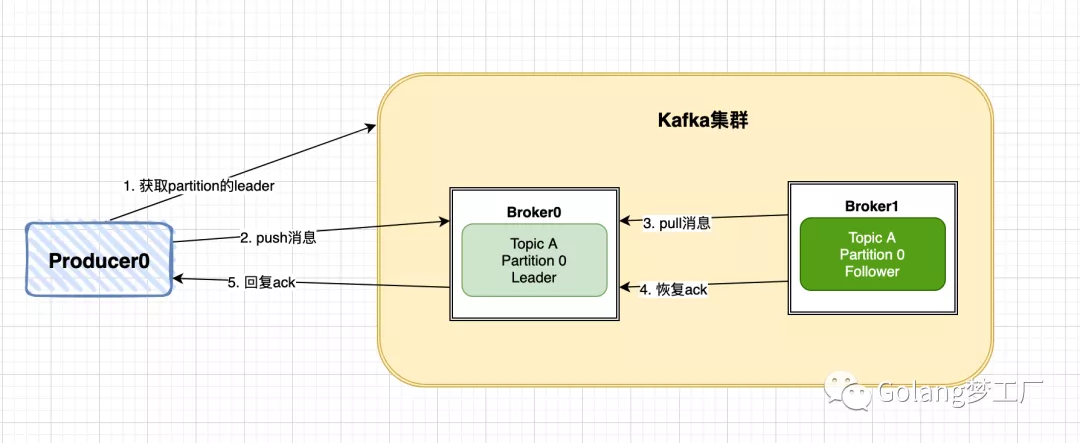 Kafka集群
1. 获取partition的leader
Producer0
2. push消息
5. 回复ack
Broker0
Topic A
Partition 0
Leader
3. pull消息
4. 恢复ack
Broker1
Topic A
Partition 0
Follower
Golang梦工厂